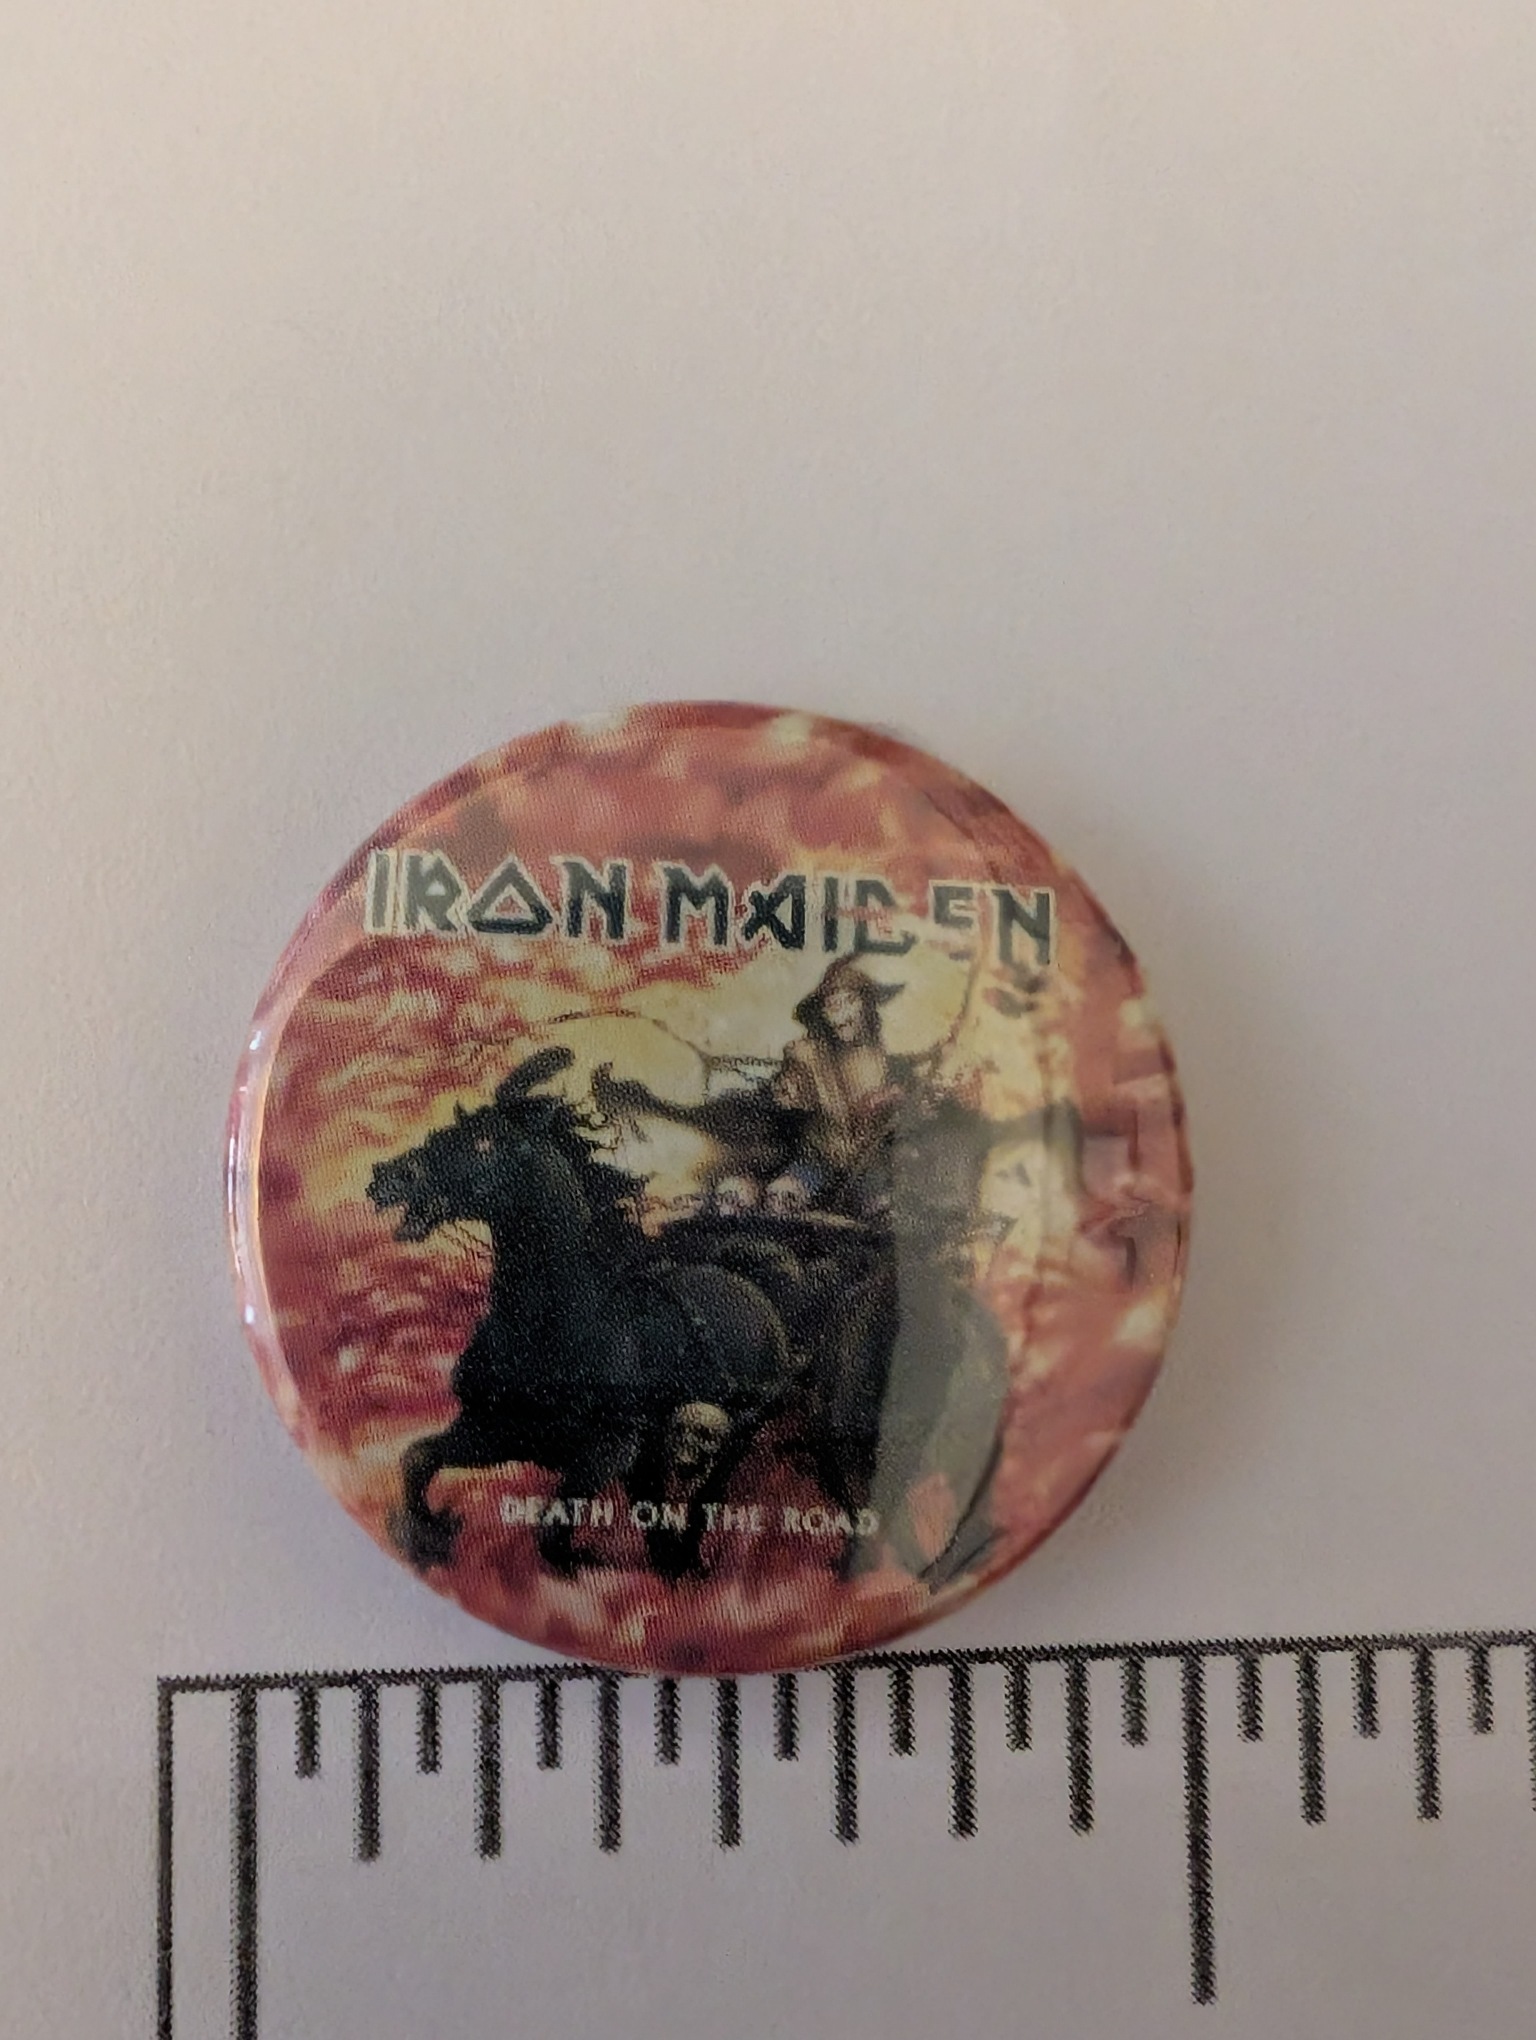 IRON MAIDEN
DEATH ON THE ROAD